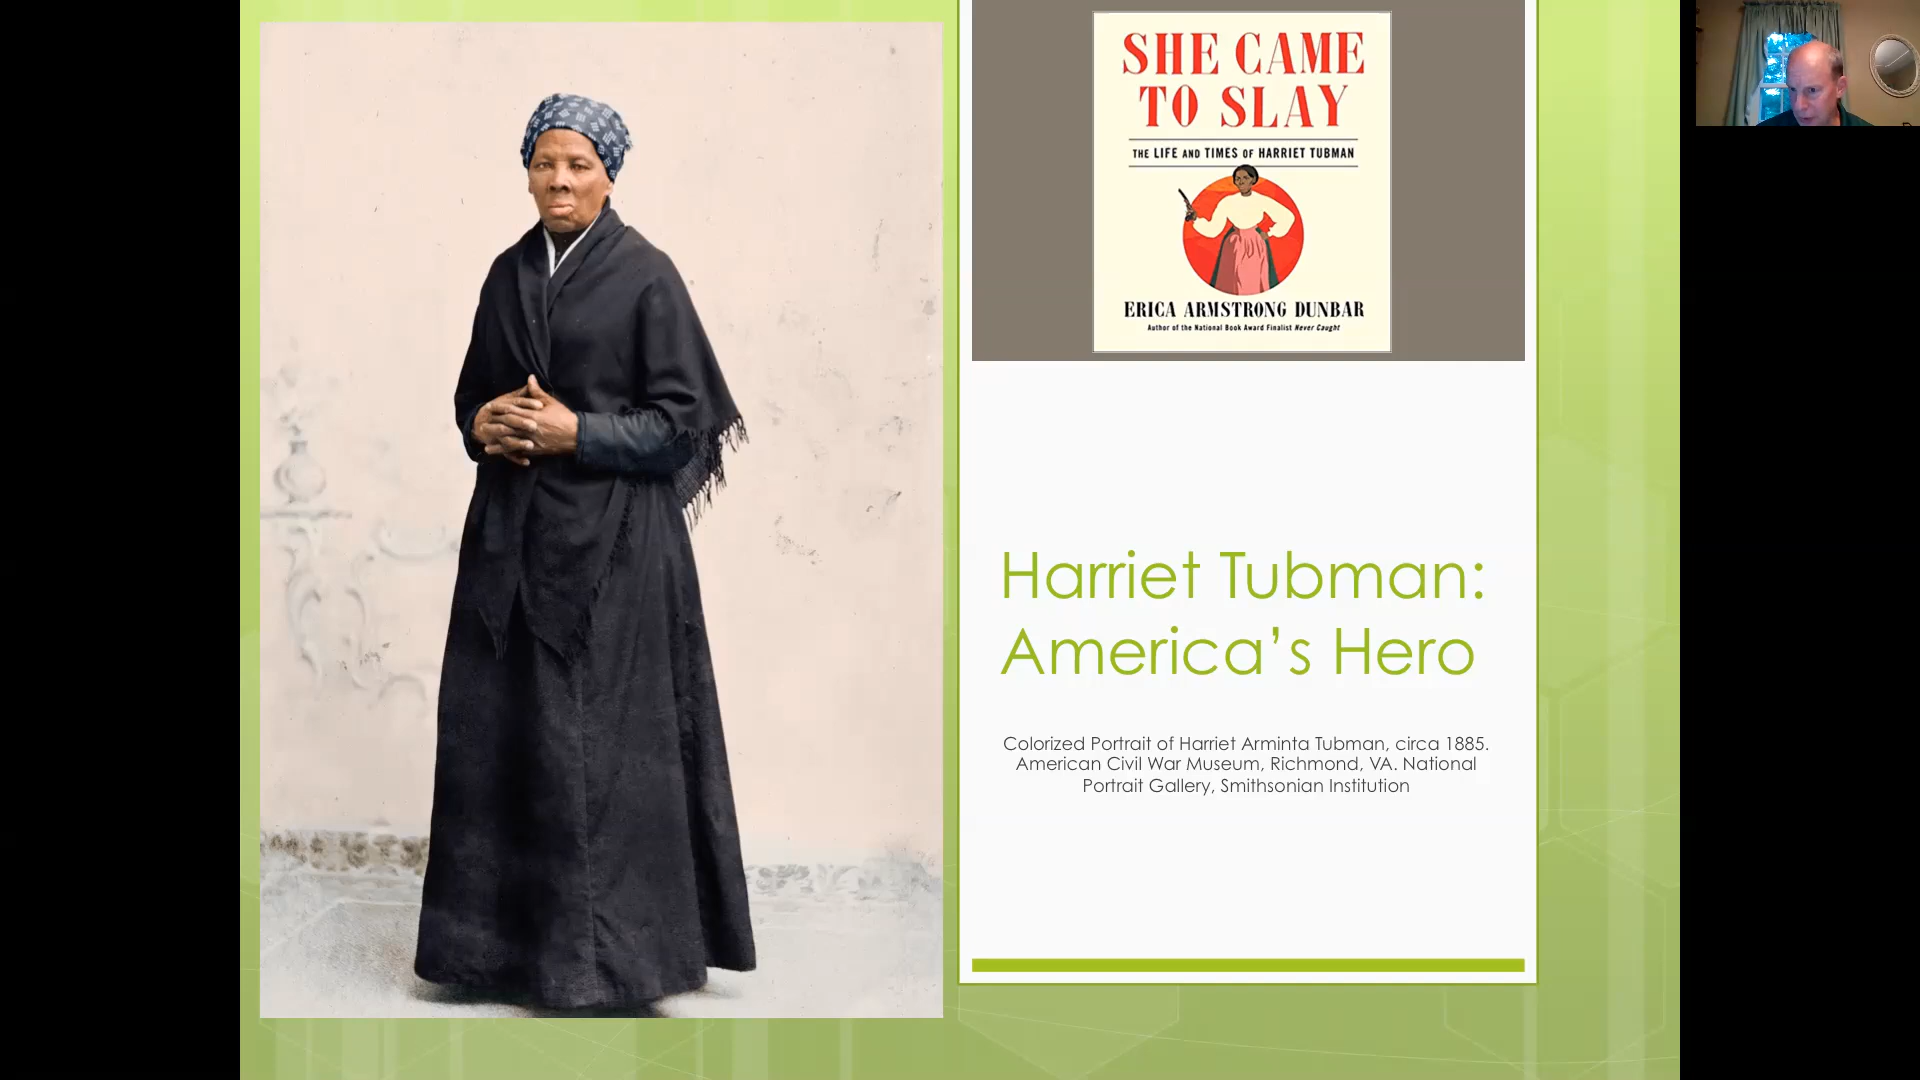 SHE CAME
TO SLAY
THE LIFE AND TIMES OF HARRIET TUBMAN
ERICA ARMSTRONG DUNBAR
Author of the National Book Award Finalist Never Caught
Harriet Tubman:
America’s Hero
Colorized Portrait of Harriet Arminta Tubman, circa 1885.
American Civil War Museum, Richmond, VA. National
Portrait Gallery, Smithsonian Institution